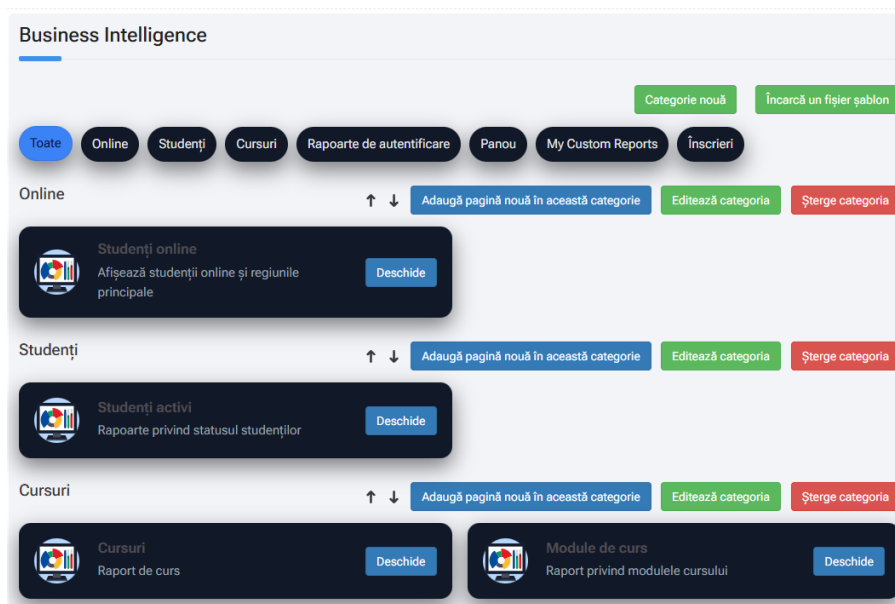 Business Intelligence
Categorie nouă Încarcă un fișier șablon
Toate Online Studenți Cursuri Rapoarte de autentificare Panou My Custom Reports Înscrieri
Online ↑ ↓ Adaugă pagină nouă în această categorie Editează categoria Șterge categoria
Studenți online
Afișează studenții online și regiunile
principale
Deschide
Studenți ↑ ↓ Adaugă pagină nouă în această categorie Editează categoria Șterge categoria
Studenți activi
Rapoarte privind statusul studenților
Deschide
Cursuri ↑ ↓ Adaugă pagină nouă în această categorie Editează categoria Șterge categoria
Cursuri
Raport de curs
Deschide
Module de curs
Raport privind modulele cursului
Deschide